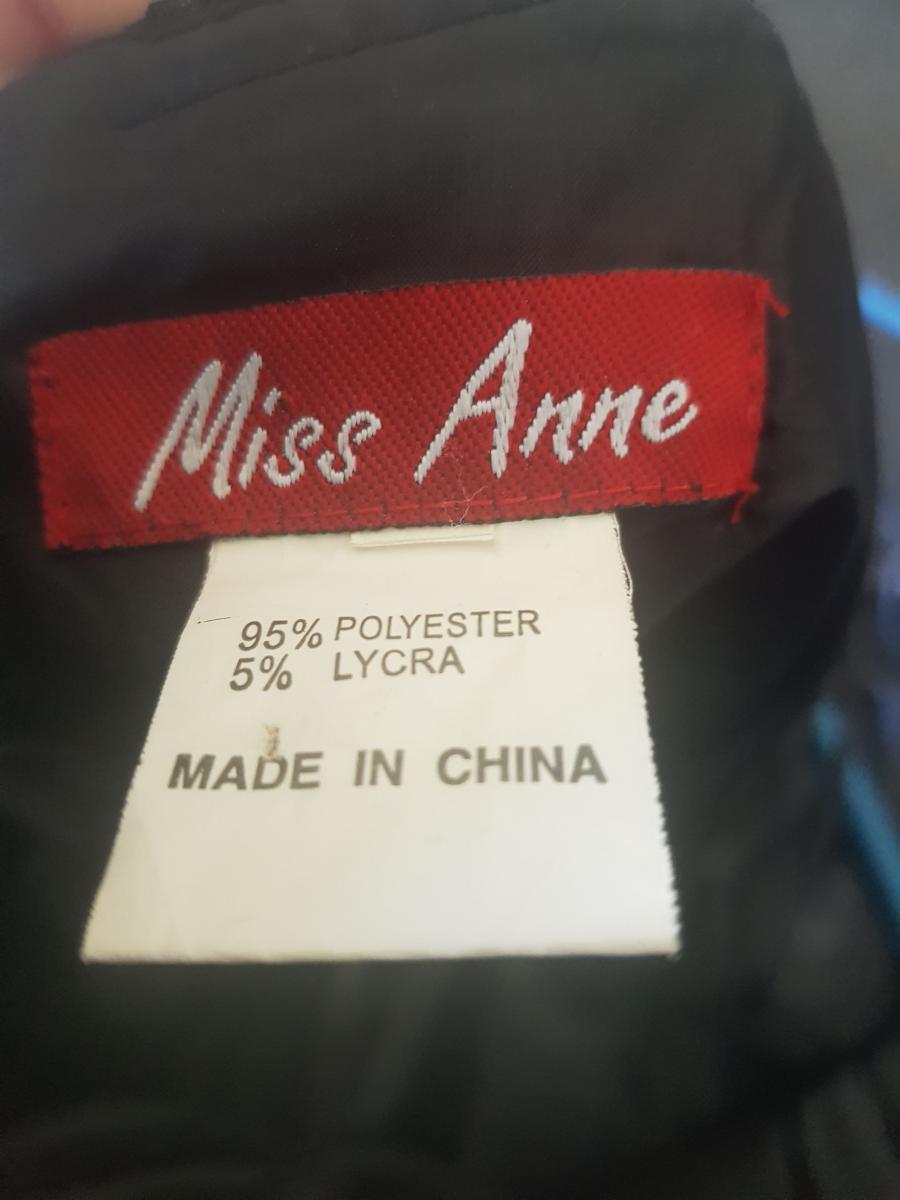 Miss Anne
95% POLYESTER
5% LYCRA
MADE IN CHINA